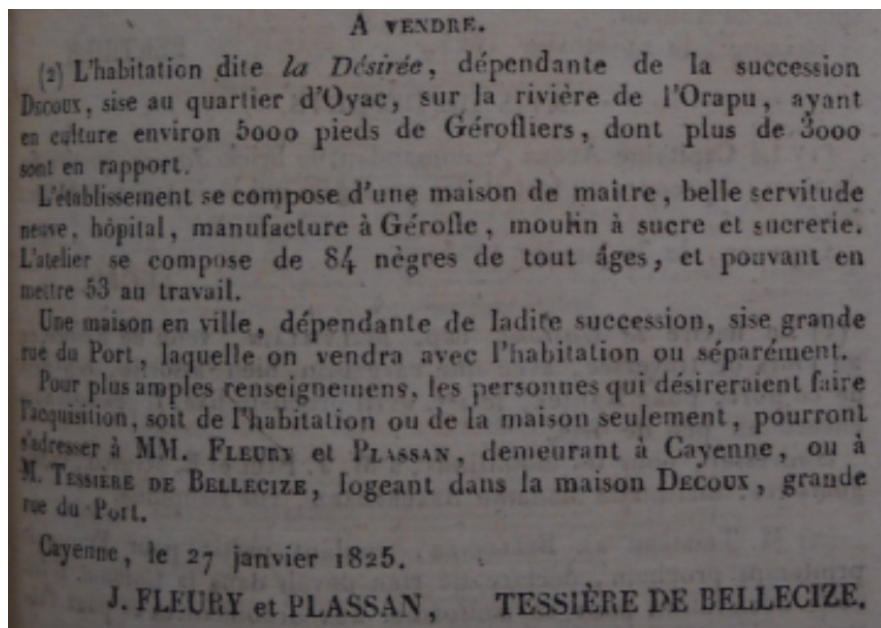 A VENDRE.
(2) L'habitation dite la Désirée, dépendante de la succession
Decoux, sise au quartier d'Oyac, sur la rivière de l'Orapu, ayant
en culture environ 5000 pieds de Gérofliers, dont plus de 3000
sont en rapport.
L'établissement se compose d'une maison de maitre, belle servitude
neuve, hôpital, manufacture à Gérofle, moulin à sucre et sucrerie.
L'atelier se compose de 84 nègres de tout âges, et pouvant en
mettre 53 au travail.
Une maison en ville, dépendante de ladite succession, sise grande
rue du Port, laquelle on vendra avec l'habitation ou séparément.
Pour plus amples renseignemens, les personnes qui désireraient faire
l'acquisition, soit de l'habitation ou de la maison seulement, pourront
s'adresser à MM. Fleury et Plassan, demeurant à Cayenne, ou à
M. Tessière de Bellecize, logeant dans la maison Decoux, grande
rue du Port.
Cayenne, le 27 janvier 1825.
J. FLEURY et PLASSAN, TESSIÈRE DE BELLECIZE.